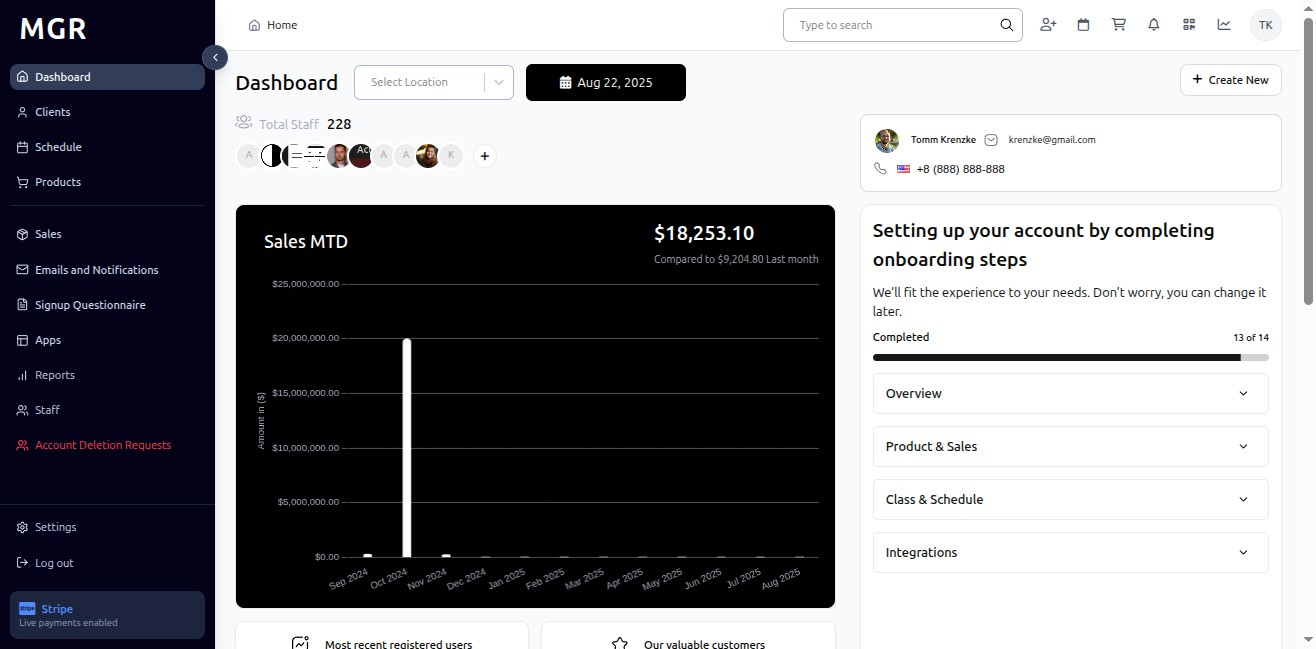 MGR
Dashboard
Clients
Schedule
Products
Sales
Emails and Notifications
Signup Questionnaire
Apps
Reports
Staff
Account Deletion Requests
Settings
Log out
stripe Stripe
Live payments enabled
Home
Type to search
TK
Dashboard
Select Location
Aug 22, 2025
+ Create New
Total Staff 228
A
Ac
A
A
K
+
Tomm Krenzke krenzke@gmail.com
+8 (888) 888-888
Sales MTD
$18,253.10
Compared to $9,204.80 Last month
Amount in ($)
$25,000,000.00
$20,000,000.00
$15,000,000.00
$10,000,000.00
$5,000,000.00
$0.00
Sep 2024 Oct 2024 Nov 2024 Dec 2024 Jan 2025 Feb 2025 Mar 2025 Apr 2025 May 2025 Jun 2025 Jul 2025 Aug 2025
Setting up your account by completing
onboarding steps
We'll fit the experience to your needs. Don't worry, you can change it
later.
Completed 13 of 14
Overview
Product & Sales
Class & Schedule
Integrations
Most recent registered users
Our valuable customers